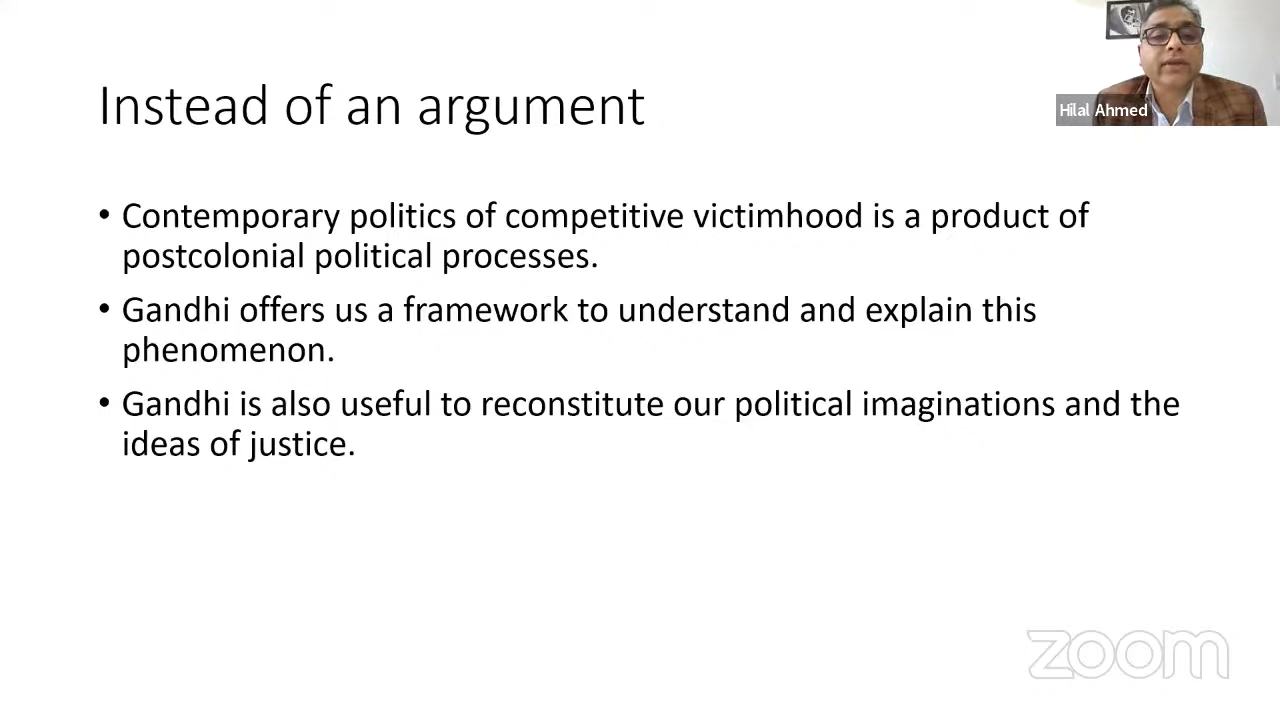 Instead of an argument
Hilal Ahmed
• Contemporary politics of competitive victimhood is a product of
postcolonial political processes.
• Gandhi offers us a framework to understand and explain this
phenomenon.
• Gandhi is also useful to reconstitute our political imaginations and the
ideas of justice.
zoom